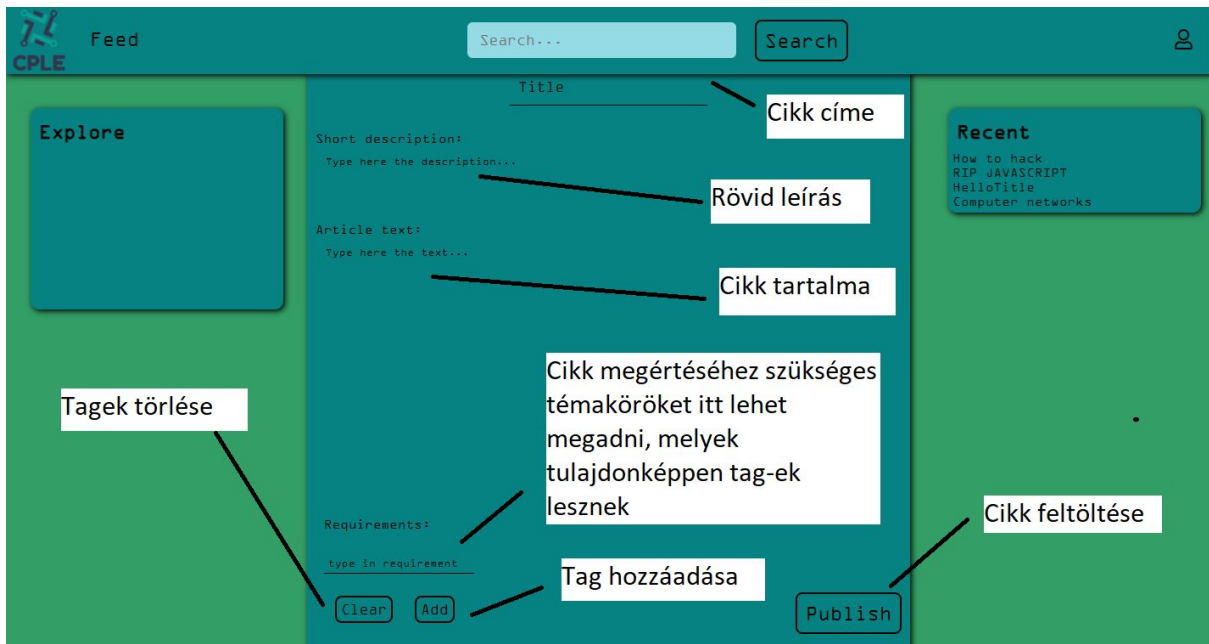 CPLE
Feed
Search...
Search
Title
Cikk címe
Explore
Recent
How to hack
RIP JAVASCRIPT
HelloTitle
Computer networks
Short description:
Type here the description...
Rövid leírás
Article text:
Type here the text...
Cikk tartalma
Cikk megértéséhez szükséges
témaköröket itt lehet
megadni, melyek
tulajdonképpen tag-ek
lesznek
Tagek törlése
Cikk feltöltése
Requirements:
type in requirement
Tag hozzáadása
Clear
Add
Publish